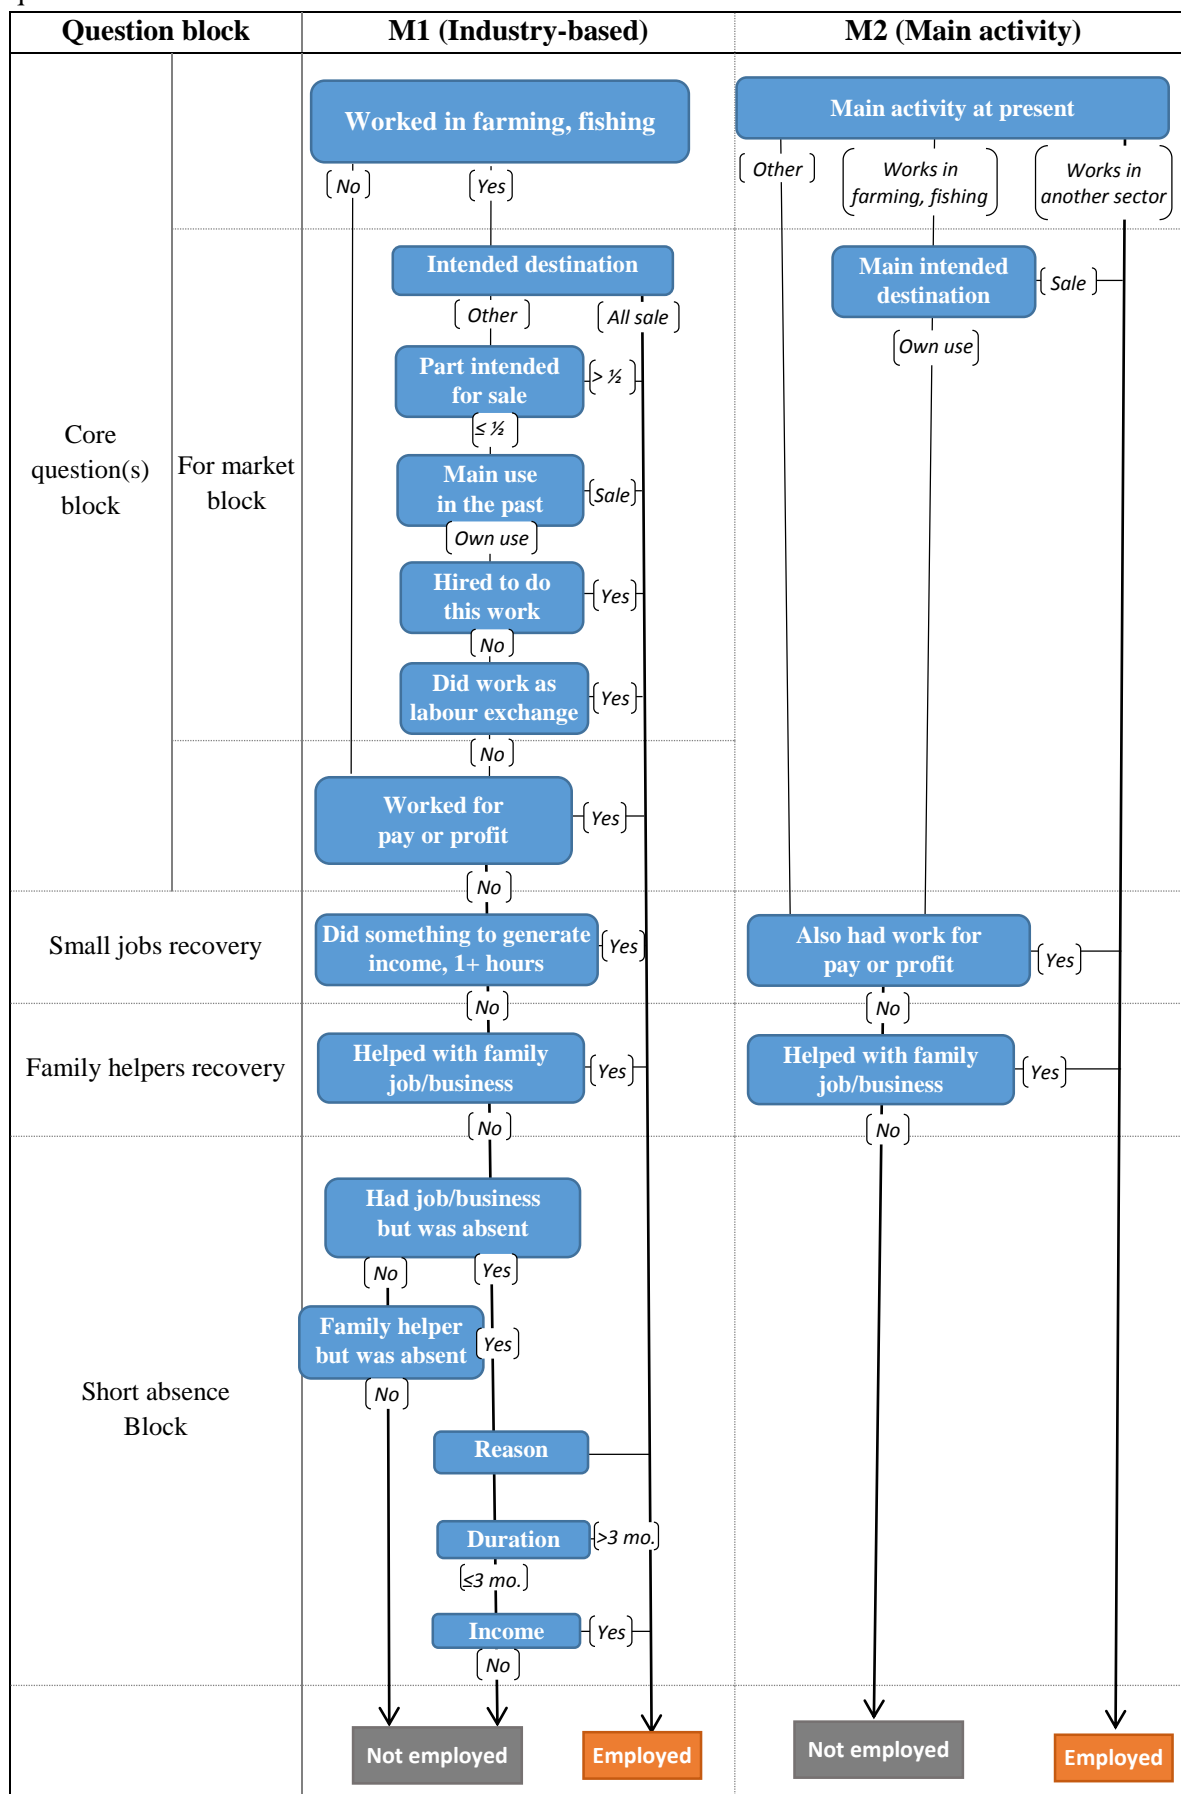 Question block
M1 (Industry-based)
M2 (Main activity)
Core
question(s)
block
For market
block
Worked in farming, fishing
No
Yes
Intended destination
Other
All sale
Part intended
for sale
> ½
≤ ½
Main use
in the past
Sale
Own use
Hired to do
this work
Yes
No
Did work as
labour exchange
Yes
No
Worked for
pay or profit
Yes
No
Main activity at present
Other
Works in
farming, fishing
Works in
another sector
Main intended
destination
Sale
Own use
Small jobs recovery
Did something to generate
income, 1+ hours
Yes
No
Also had work for
pay or profit
Yes
No
Family helpers recovery
Helped with family
job/business
Yes
No
Helped with family
job/business
Yes
No
Short absence
Block
Had job/business
but was absent
No
Yes
Family helper
but was absent
Yes
No
Reason
Duration
>3 mo.
≤3 mo.
Income
Yes
No
Not employed
Employed
Not employed
Employed